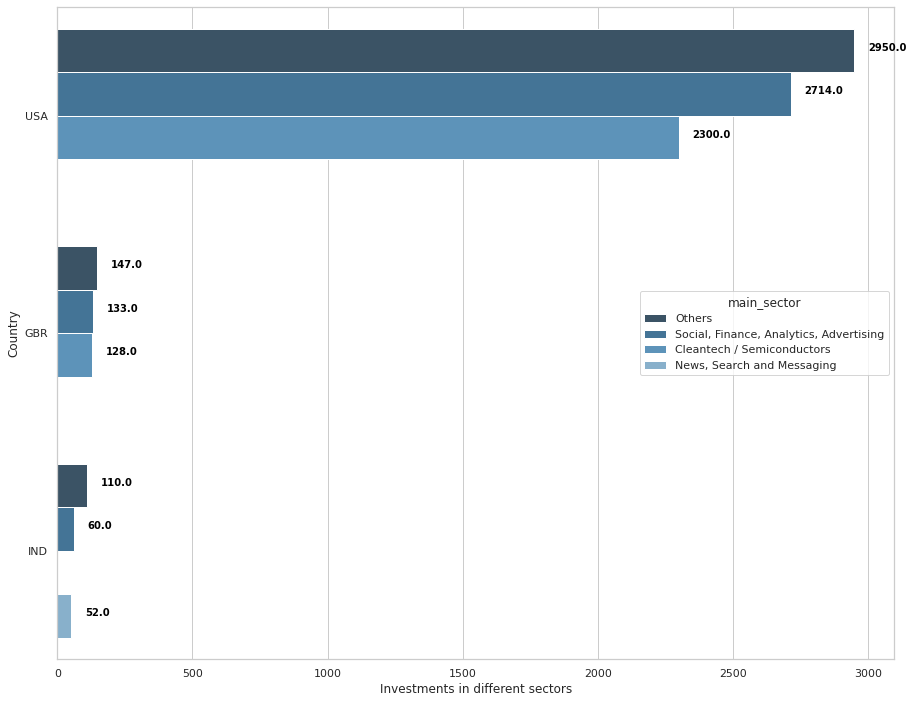 2950.0
2714.0
USA
2300.0
147.0
133.0
GBR
128.0
Country
main_sector
Others
Social, Finance, Analytics, Advertising
Cleantech / Semiconductors
News, Search and Messaging
110.0
60.0
IND
52.0
0 500 1000 1500 2000 2500 3000
Investments in different sectors